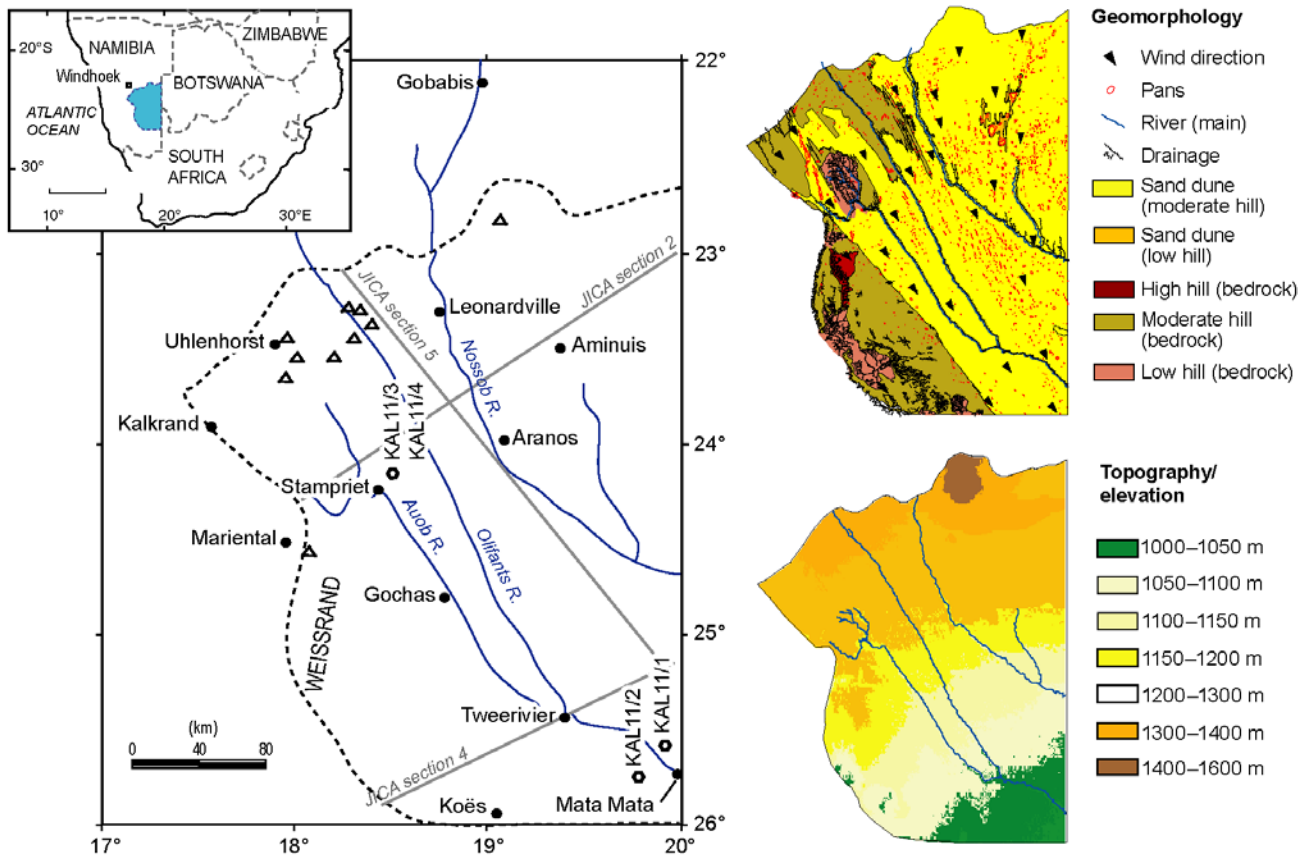 NAMIBIA
ZIMBABWE
20°S
Windhoek
BOTSWANA
ATLANTIC
OCEAN
SOUTH
AFRICA
30°
10°
20°
30°E
22°
23°
24°
25°
26°
17°
18°
19°
20°
Gobabis
JICA section 2
JICA section 5
Leonardville
Uhlenhorst
Aminuis
Nossob R.
Kalkrand
KAL11/3
KAL11/4
Aranos
Stampriet
Auob R.
Olifants R.
Mariental
Gochas
WEISSRAND
Tweerivier
KAL11/2
KAL11/1
(km)
0 40 80
JICA section 4
Koës
Mata Mata
Geomorphology
Wind direction
Pans
River (main)
Drainage
Sand dune
(moderate hill)
Sand dune
(low hill)
High hill (bedrock)
Moderate hill
(bedrock)
Low hill (bedrock)
Topography/
elevation
1000–1050 m
1050–1100 m
1100–1150 m
1150–1200 m
1200–1300 m
1300–1400 m
1400–1600 m